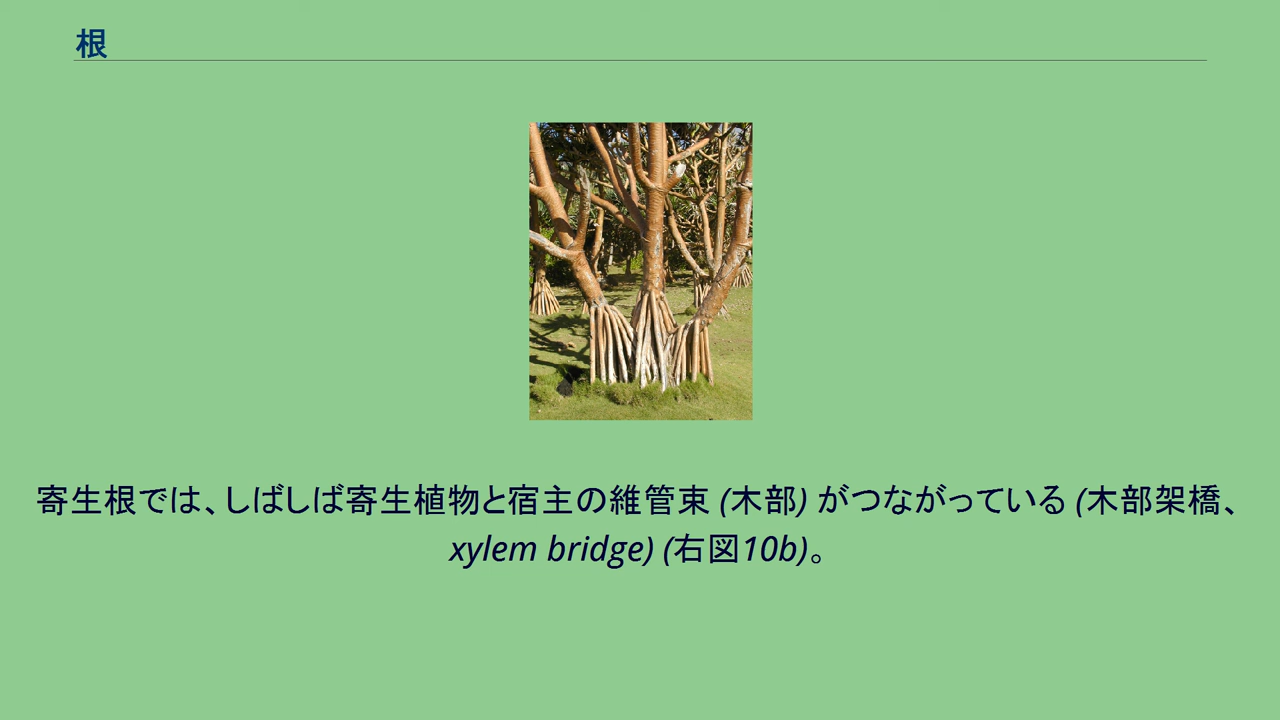 根
寄生根では、しばしば寄生植物と宿主の維管束 (木部) がつながっている (木部架橋、
xylem bridge) (右図10b)。